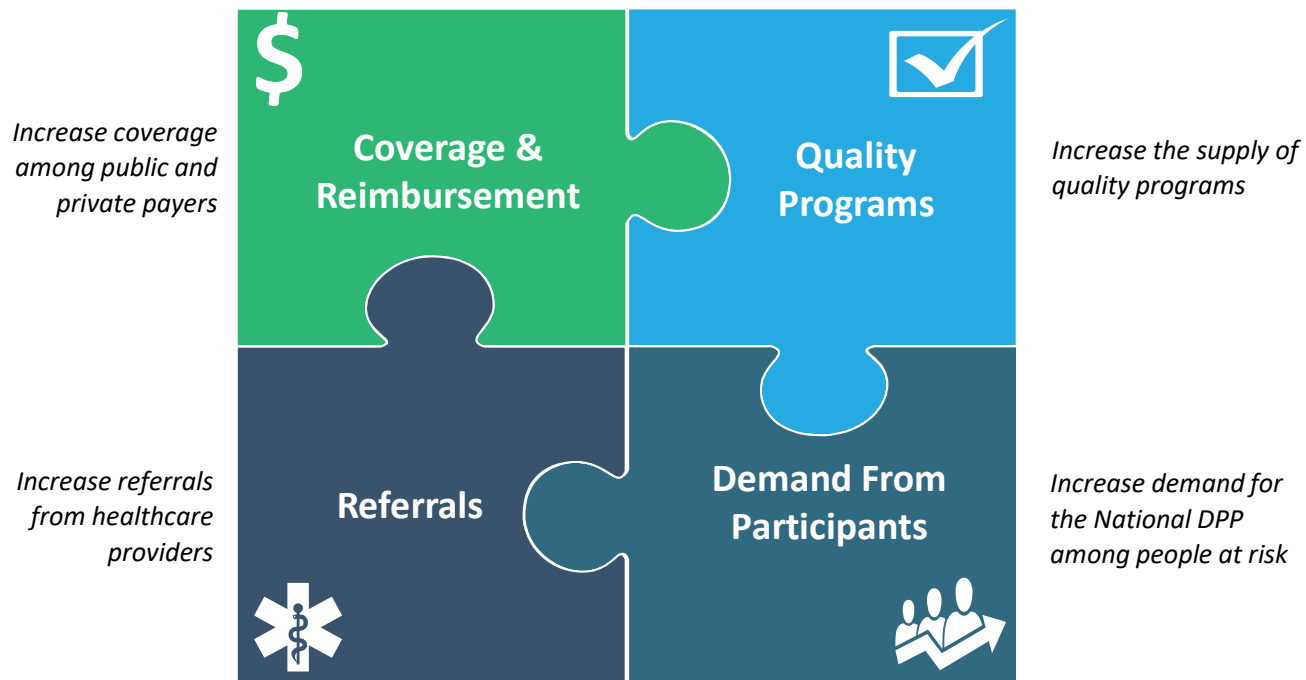 $
Increase coverage
among public and
private payers
Coverage &
Reimbursement
Quality
Programs
Increase the supply of
quality programs
Increase referrals
from healthcare
providers
Referrals
Demand From
Participants
Increase demand for
the National DPP
among people at risk